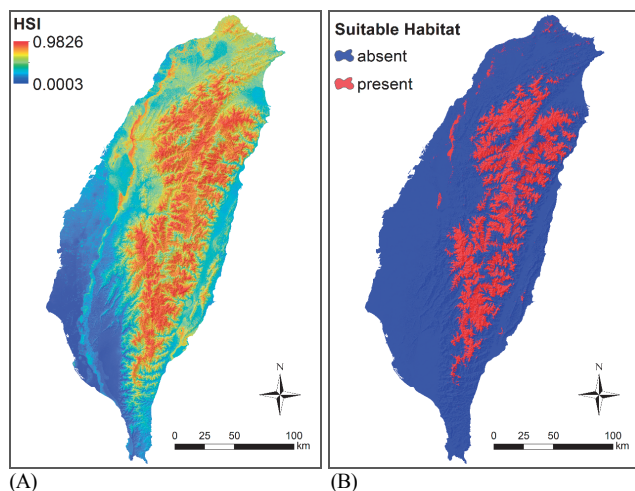 HSI
0.9826
0.0003
N
0 25 50 100
km
(A)
Suitable Habitat
absent
present
N
0 25 50 100
km
(B)